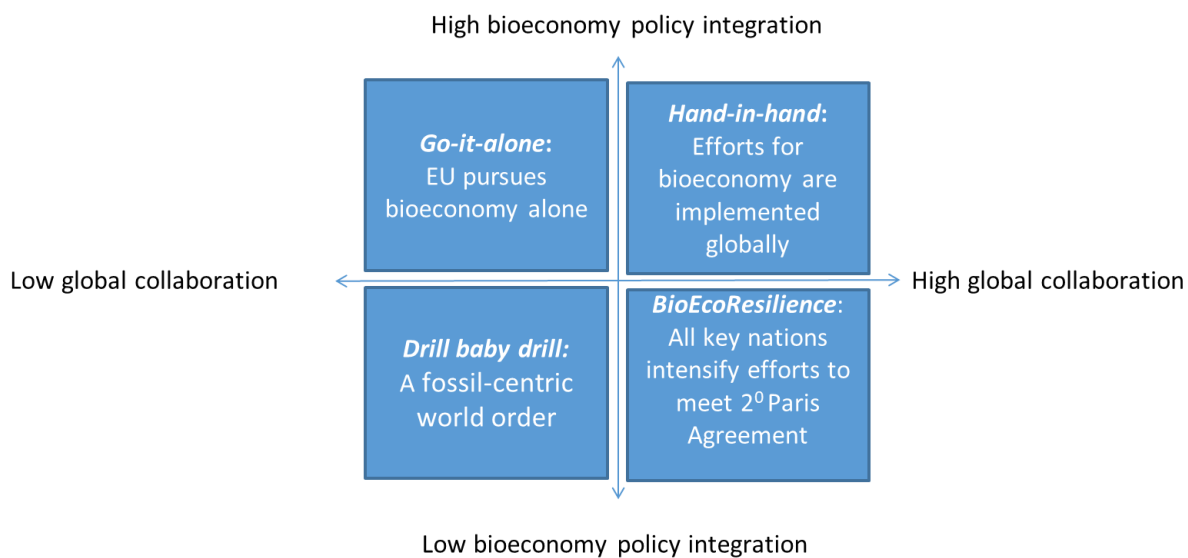 High bioeconomy policy integration
Go-it-alone:
EU pursues
bioeconomy alone
Hand-in-hand:
Efforts for
bioeconomy are
implemented
globally
Low global collaboration
High global collaboration
Drill baby drill:
A fossil-centric
world order
BioEcoResilience:
All key nations
intensify efforts to
meet 2⁰ Paris
Agreement
Low bioeconomy policy integration